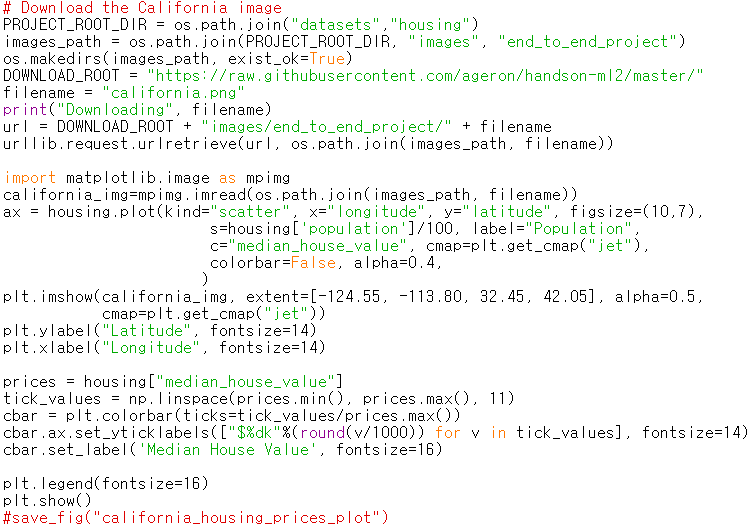 # Download the California image
PROJECT_ROOT_DIR = os.path.join("datasets","housing")
images_path = os.path.join(PROJECT_ROOT_DIR, "images", "end_to_end_project")
os.makedirs(images_path, exist_ok=True)
DOWNLOAD_ROOT = "https://raw.githubusercontent.com/ageron/handson-ml2/master/"
filename = "california.png"
print("Downloading", filename)
url = DOWNLOAD_ROOT + "images/end_to_end_project/" + filename
urllib.request.urlretrieve(url, os.path.join(images_path, filename))

import matplotlib.image as mpimg
california_img=mpimg.imread(os.path.join(images_path, filename))
ax = housing.plot(kind="scatter", x="longitude", y="latitude", figsize=(10,7),
                         s=housing['population']/100, label="Population",
                         c="median_house_value", cmap=plt.get_cmap("jet"),
                         colorbar=False, alpha=0.4,
                        )
plt.imshow(california_img, extent=[-124.55, -113.80, 32.45, 42.05], alpha=0.5,
            cmap=plt.get_cmap("jet"))
plt.ylabel("Latitude", fontsize=14)
plt.xlabel("Longitude", fontsize=14)

prices = housing["median_house_value"]
tick_values = np.linspace(prices.min(), prices.max(), 11)
cbar = plt.colorbar(ticks=tick_values/prices.max())
cbar.ax.set_yticklabels(["$%dk"%(round(v/1000)) for v in tick_values], fontsize=14)
cbar.set_label('Median House Value', fontsize=16)

plt.legend(fontsize=16)
plt.show()
#save_fig("california_housing_prices_plot")